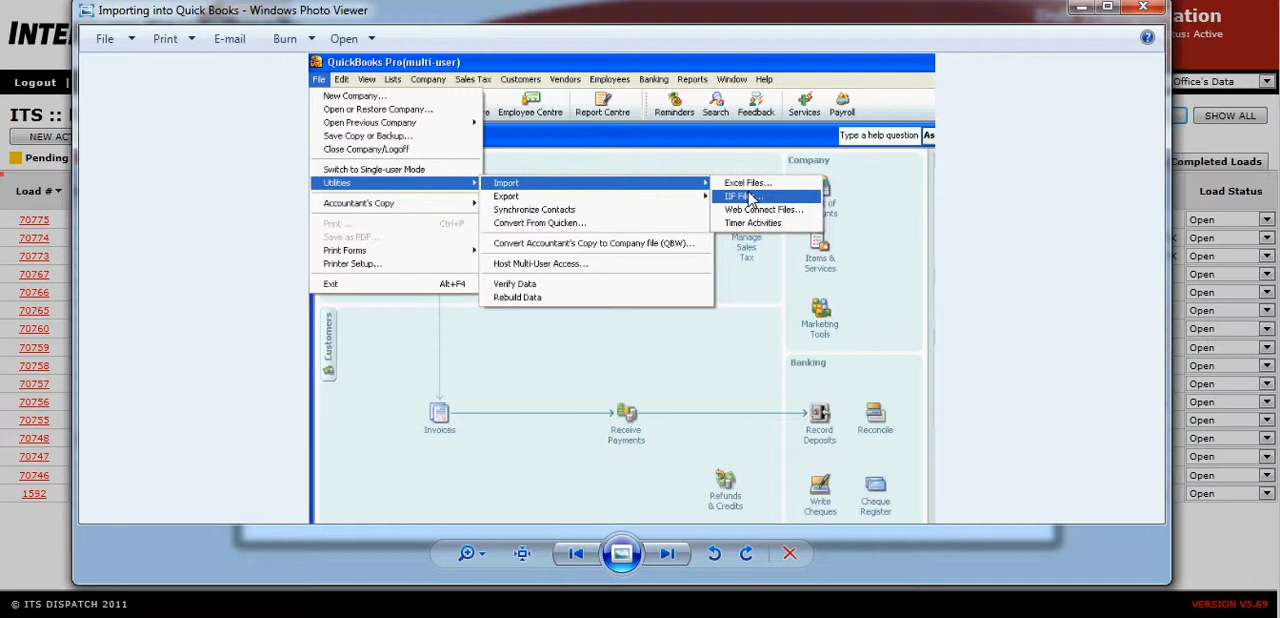 Importing into Quick Books - Windows Photo Viewer
File Print E-mail Burn Open
QuickBooks Pro(multi-user)
File Edit View Lists Company Sales Tax Customers Vendors Employees Banking Reports Window Help
New Company...
Open or Restore Company...
Open Previous Company
Save Copy or Backup...
Close Company/Logoff
Switch to Single-user Mode
Utilities
Accountant's Copy
Print ... Ctrl+P
Save as PDF...
Print Forms
Printer Setup...
Exit Alt+F4
Import
Export
Synchronize Contacts
Convert From Quicken...
Convert Accountant's Copy to Company file (QBW)...
Host Multi-User Access...
Verify Data
Rebuild Data
Excel Files...
IIF
Web Connect Files...
Timer Activities
Employee Centre Report Centre Reminders Search Feedback Services Payroll
Type a help question
Company
Manage
Sales
Tax
Items &
Services
Marketing
Tools
Customers
Banking
Invoices
Receive
Payments
Record
Deposits
Reconcile
Refunds
& Credits
Write
Cheques
Cheque
Register
Logout |
Office's Data
ITS ::
SHOW ALL
Pending
Completed Loads
Load # Load Status
70775 Open
70774 Open
70773 Open
70767 Open
70766 Open
70765 Open
70760 Open
70759 Open
70758 Open
70757 Open
70756 Open
70755 Open
70748 Open
70747 Open
70746 Open
1592 Open
© ITS DISPATCH 2011
VERSION V5.69